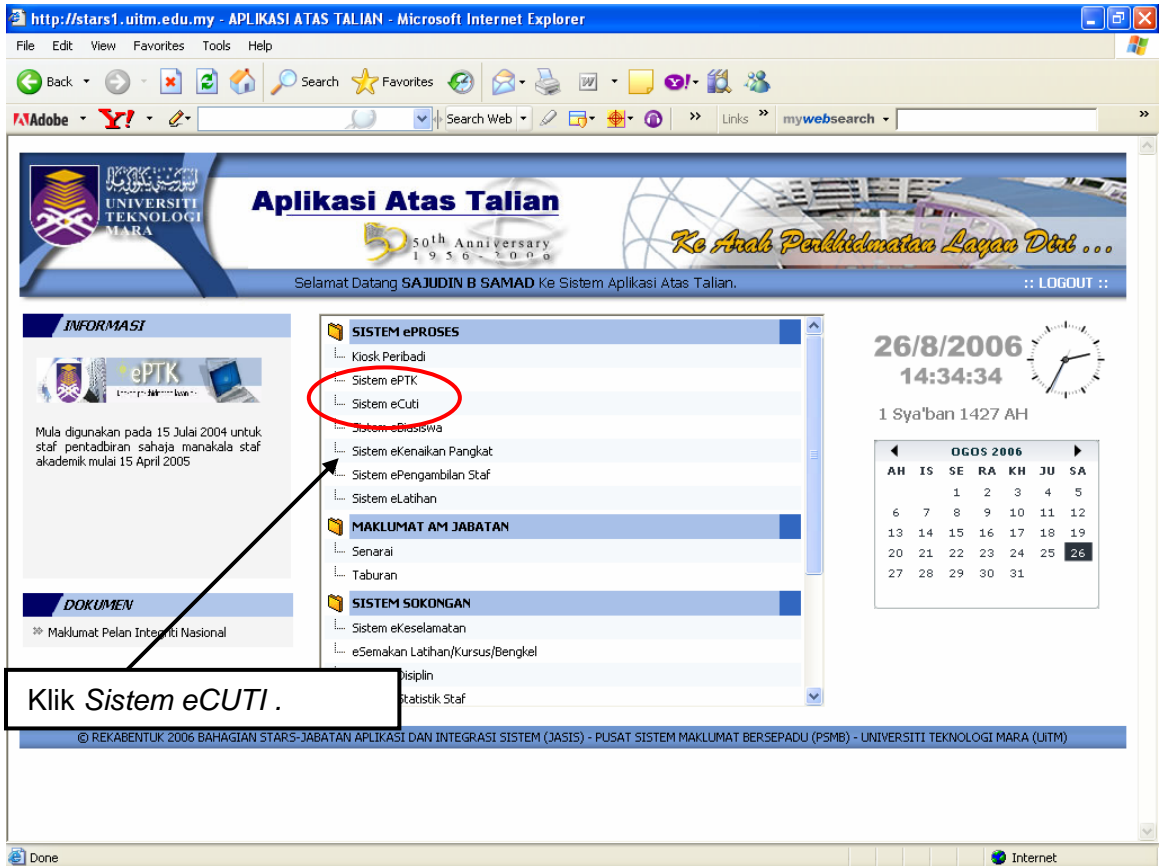 http://stars1.uitm.edu.my - APLIKASI ATAS TALIAN - Microsoft Internet Explorer
File Edit View Favorites Tools Help
Back Search Favorites
Adobe Y! Search Web Links mywebsearch
UNIVERSITI
TEKNOLOGI
MARA
Aplikasi Atas Talian
50th Anniversary
1956-2006
Ke Arah Perkhidmatan Layan Diri ...
Selamat Datang SAJUDIN B SAMAD Ke Sistem Aplikasi Atas Talian.
:: LOGOUT ::
INFORMASI
ePTK
Mula digunakan pada 15 Julai 2004 untuk
staf pentadbiran sahaja manakala staf
akademik mulai 15 April 2005
DOKUMEN
Maklumat Pelan Integriti Nasional
SISTEM ePROSES
Kiosk Peribadi
Sistem ePTK
Sistem eCuti
Sistem eBiasiswa
Sistem eKenaikan Pangkat
Sistem ePengambilan Staf
Sistem eLatihan
MAKLUMAT AM JABATAN
Senarai
Taburan
SISTEM SOKONGAN
Sistem eKeselamatan
eSemakan Latihan/Kursus/Bengkel
Disiplin
Statistik Staf
Klik Sistem eCUTI .
26/8/2006
14:34:34
1 Sya'ban 1427 AH
OGOS 2006
AH IS SE RA KH JU SA
1 2 3 4 5
6 7 8 9 10 11 12
13 14 15 16 17 18 19
20 21 22 23 24 25 26
27 28 29 30 31
© REKABENTUK 2006 BAHAGIAN STARS-JABATAN APLIKASI DAN INTEGRASI SISTEM (JASIS) - PUSAT SISTEM MAKLUMAT BERSEPADU (PSMB) - UNIVERSITI TEKNOLOGI MARA (UiTM)
Done
Internet